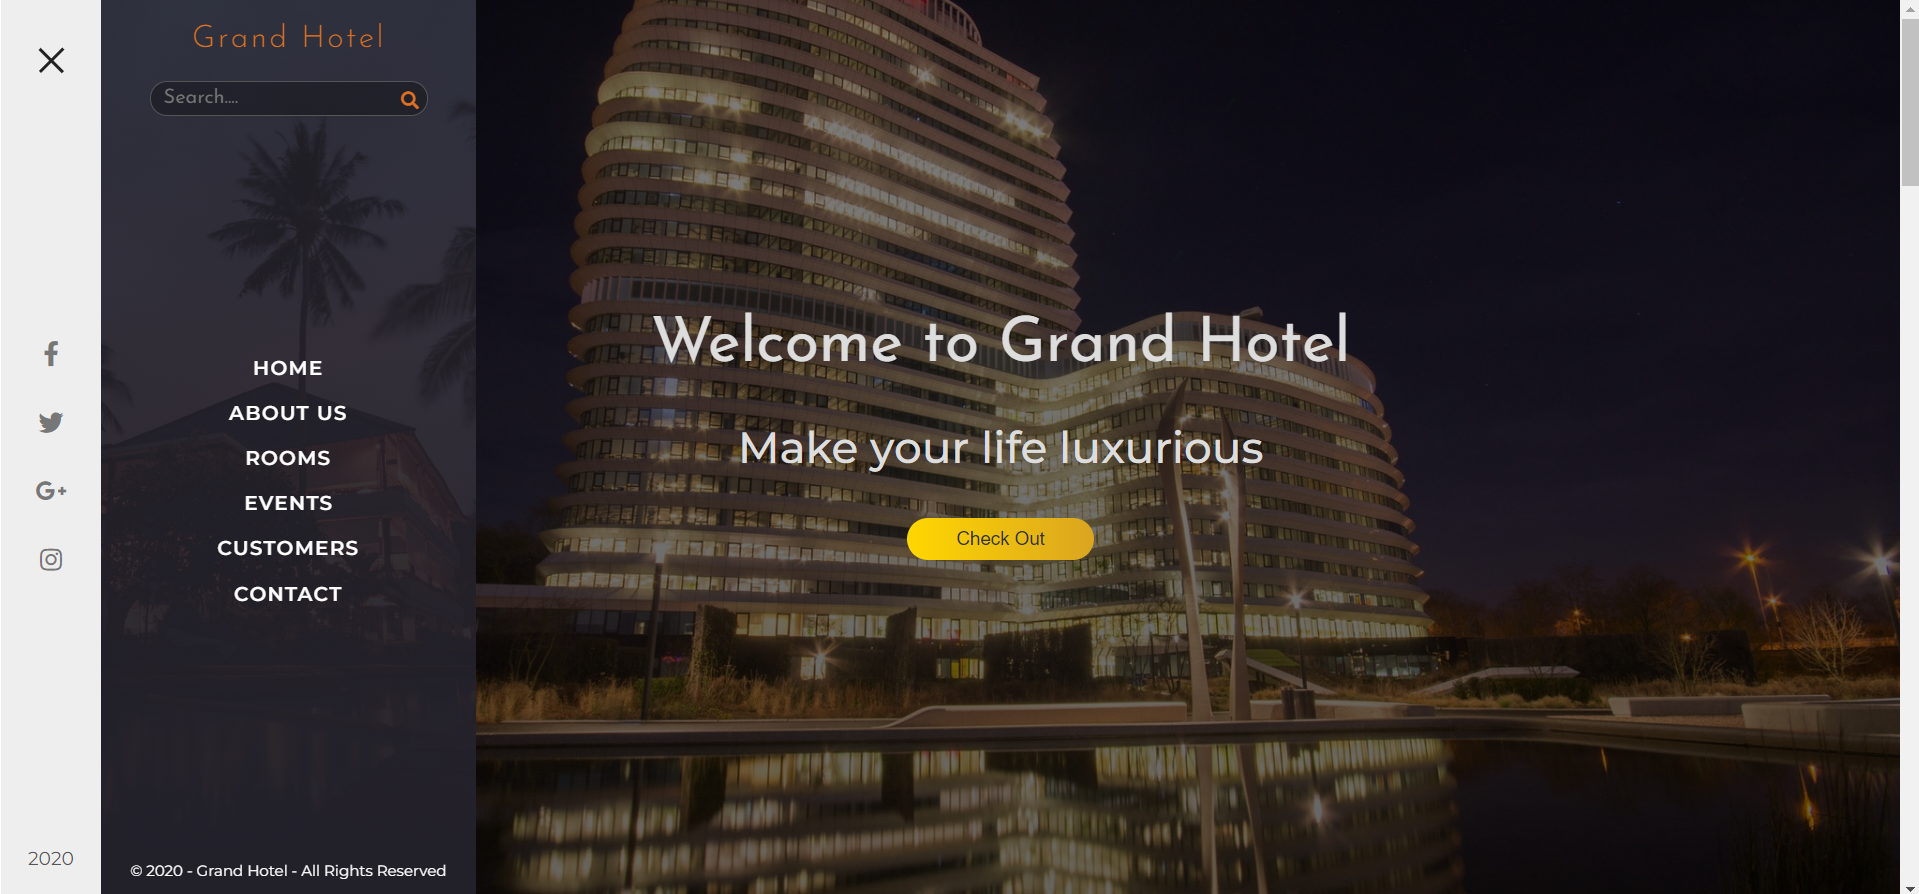 Grand Hotel
Search....
HOME
ABOUT US
ROOMS
EVENTS
CUSTOMERS
CONTACT
2020
© 2020 - Grand Hotel - All Rights Reserved
Welcome to Grand Hotel
Make your life luxurious
Check Out